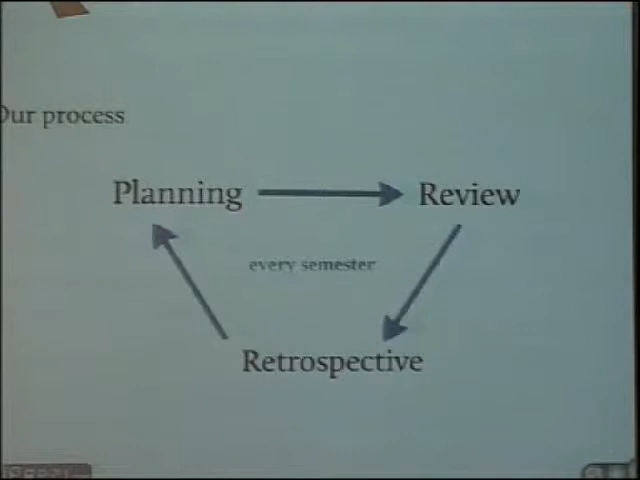 Our process
Planning
Review
every semester
Retrospective